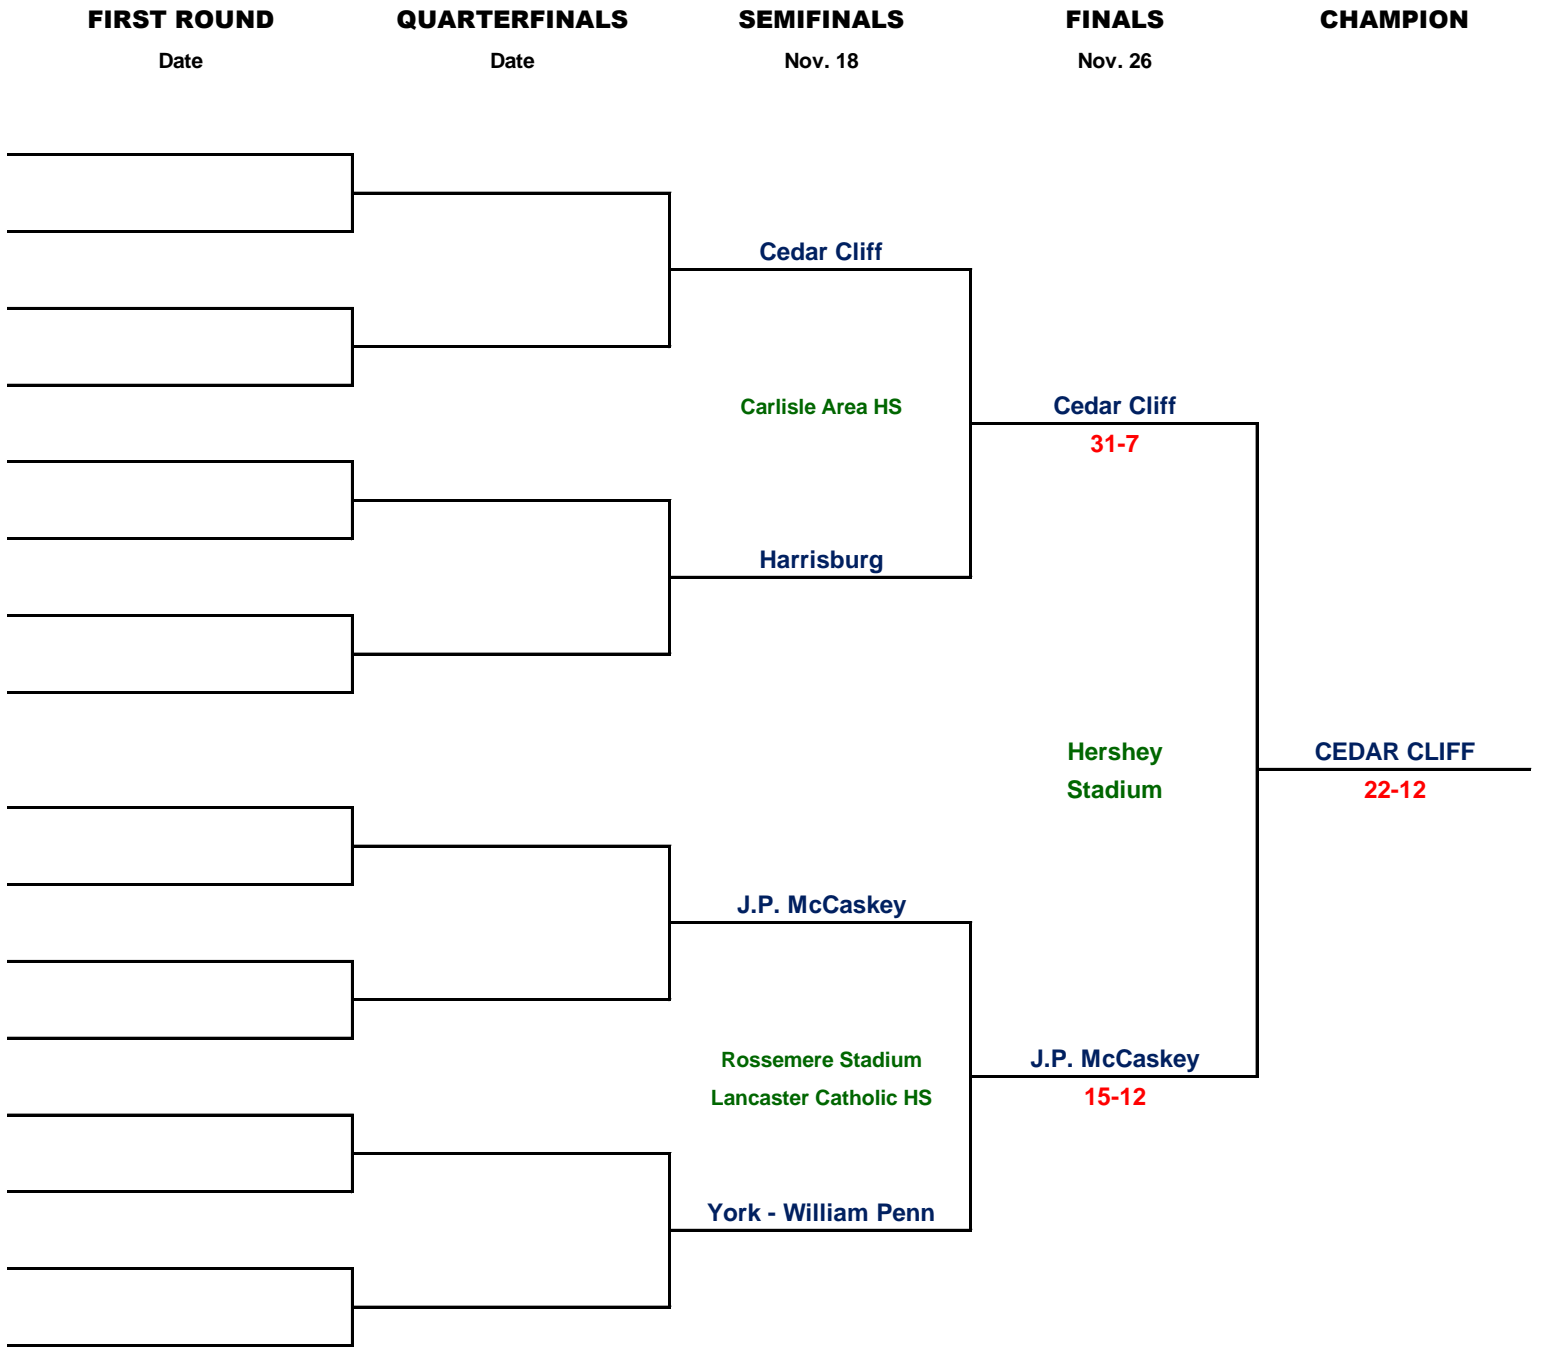 FIRST ROUND QUARTERFINALS SEMIFINALS FINALS CHAMPION
Date Date Nov. 18 Nov. 26
Cedar Cliff
Carlisle Area HS Cedar Cliff
31-7
Harrisburg
Hershey CEDAR CLIFF
Stadium 22-12
J.P. McCaskey
Rossemere Stadium J.P. McCaskey
Lancaster Catholic HS 15-12
York - William Penn